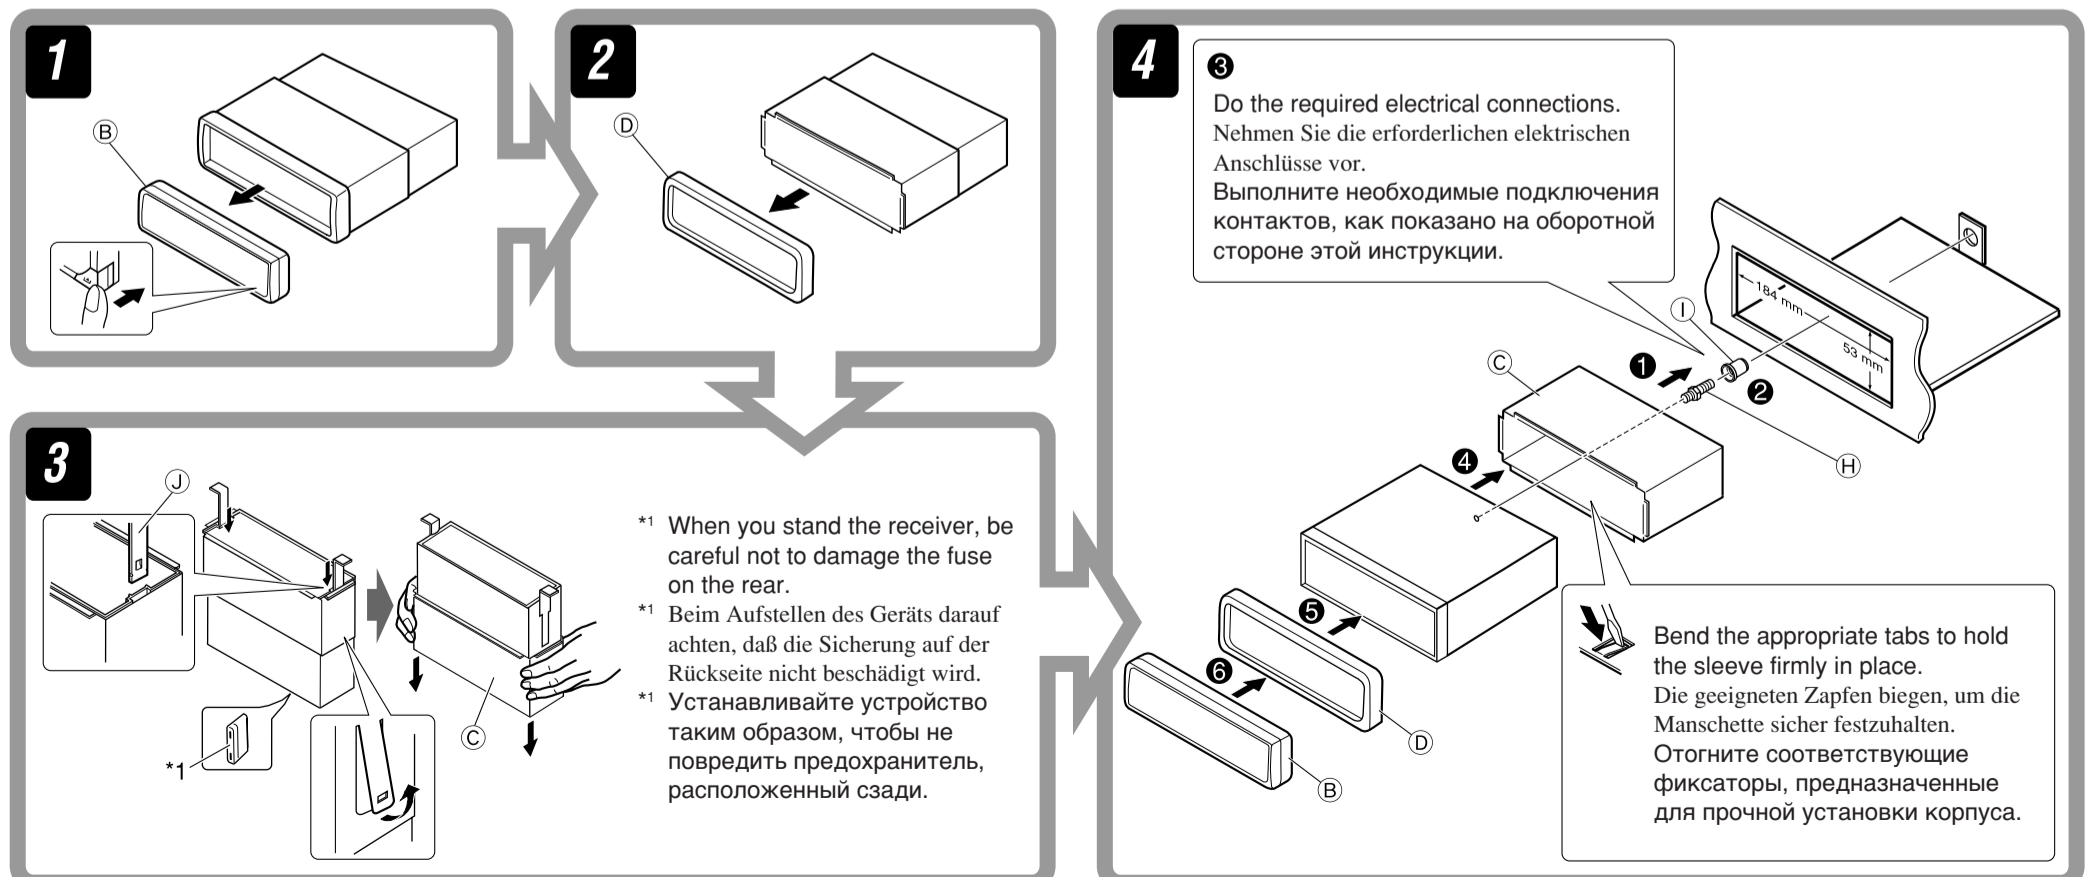 1
Ⓑ
2
Ⓓ
3
Ⓙ
Ⓒ
*1
*1 When you stand the receiver, be
careful not to damage the fuse
on the rear.
*1 Beim Aufstellen des Geräts darauf
achten, daß die Sicherung auf der
Rückseite nicht beschädigt wird.
*1 Устанавливайте устройство
таким образом, чтобы не
повредить предохранитель,
расположенный сзади.
4
❸
Do the required electrical connections.
Nehmen Sie die erforderlichen elektrischen
Anschlüsse vor.
Выполните необходимые подключения
контактов, как показано на оборотной
стороне этой инструкции.
184 mm
53 mm
Ⓘ
❶
Ⓒ
❷
Ⓗ
❹
❺
❻
Ⓓ
Ⓑ
Bend the appropriate tabs to hold
the sleeve firmly in place.
Die geeigneten Zapfen biegen, um die
Manschette sicher festzuhalten.
Отогните соответствующие
фиксаторы, предназначенные
для прочной установки корпуса.